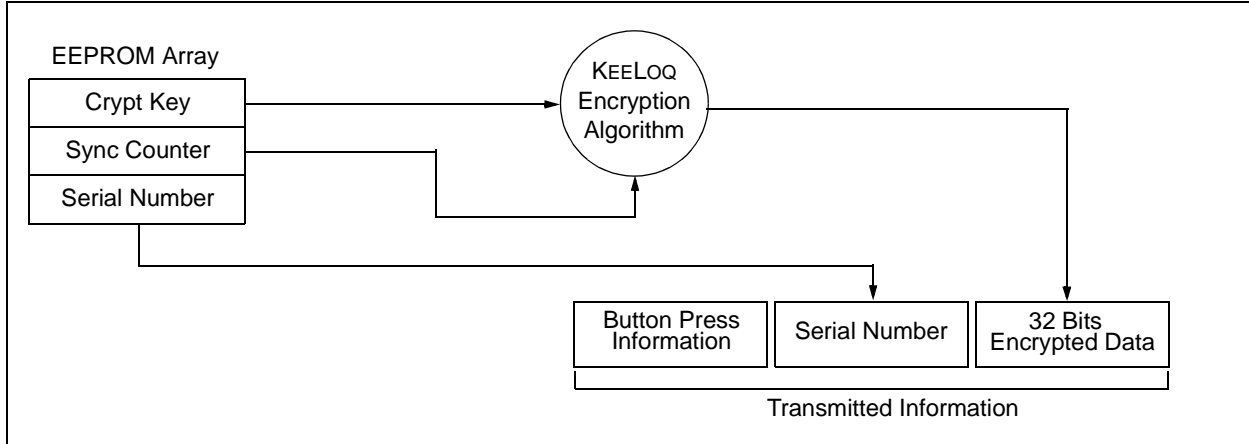 EEPROM Array
Crypt Key
Sync Counter
Serial Number
KEELOQ
Encryption
Algorithm
Button Press
Information
Serial Number
32 Bits
Encrypted Data
Transmitted Information